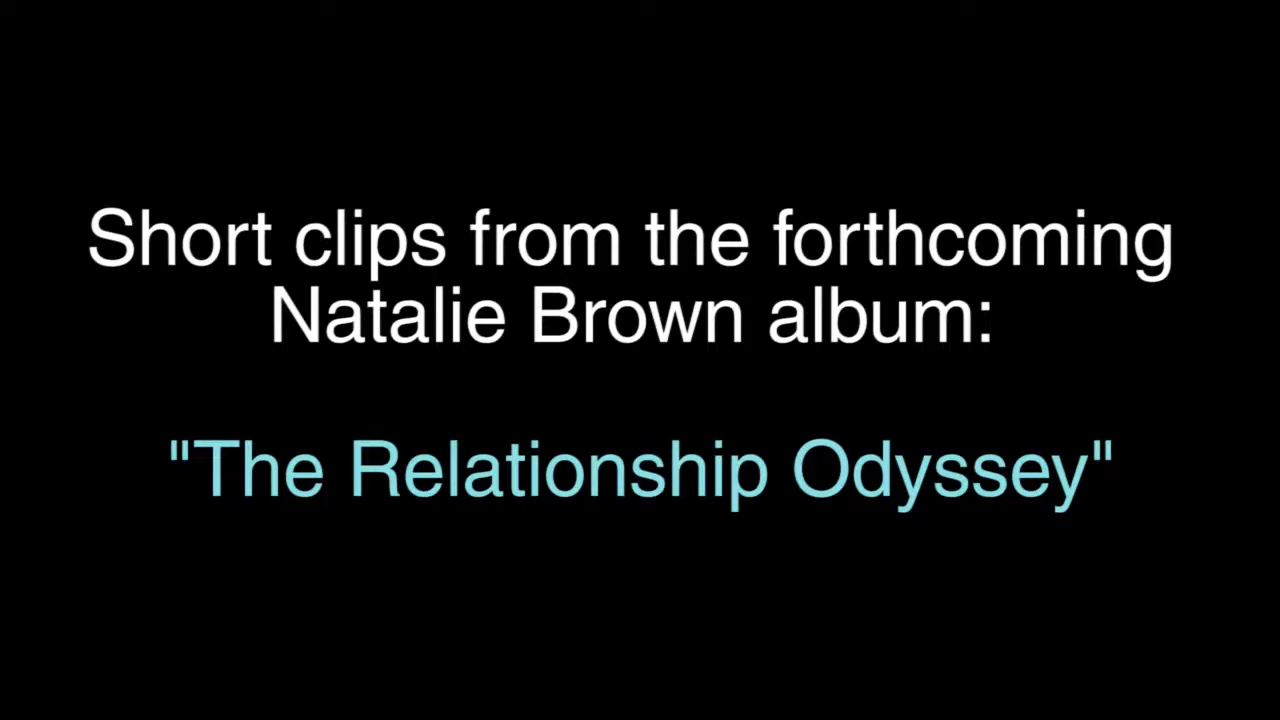 Short clips from the forthcoming
Natalie Brown album:
"The Relationship Odyssey"